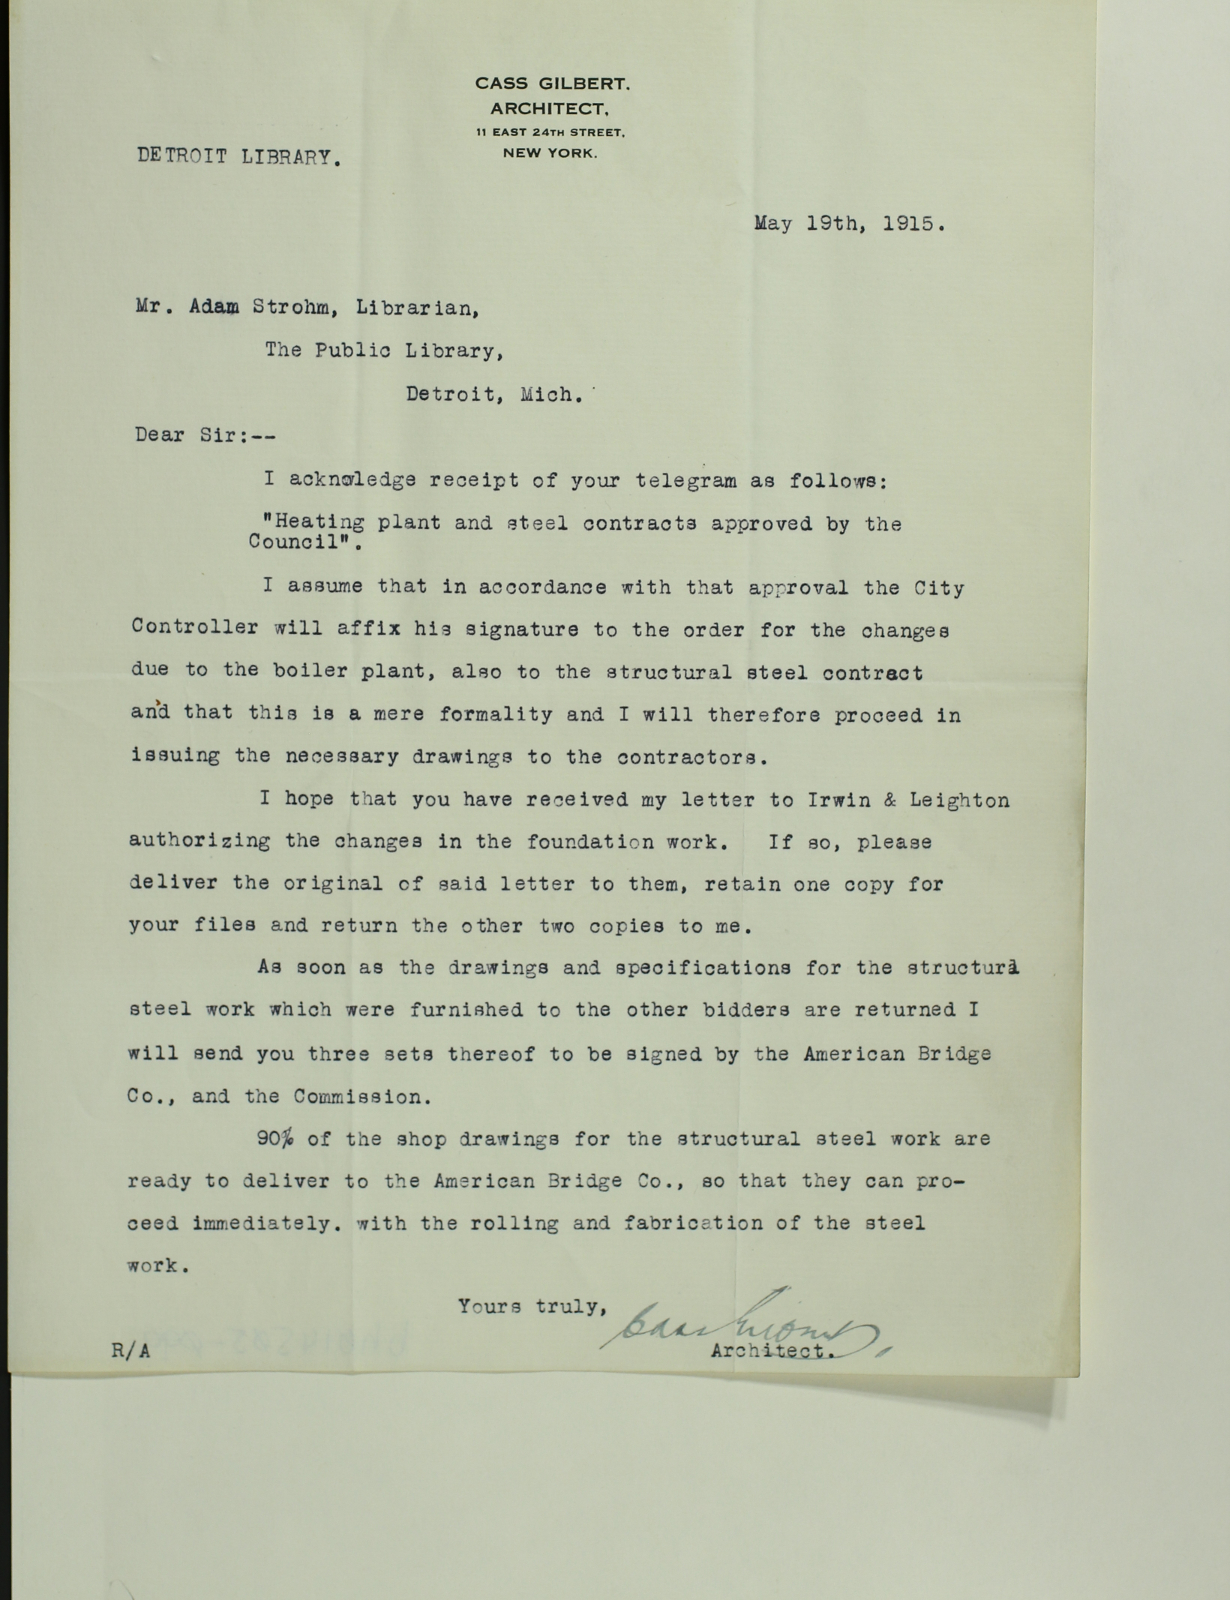 CASS GILBERT.
ARCHITECT,
11 EAST 24TH STREET,
NEW YORK.
DETROIT LIBRARY.
May 19th, 1915.
Mr. Adam Strohm, Librarian,
The Public Library,
Detroit, Mich.
Dear Sir:--
I acknoledge receipt of your telegram as follows:
"Heating plant and steel contracts approved by the
Council".
I assume that in accordance with that approval the City
Controller will affix his signature to the order for the changes
due to the boiler plant, also to the structural steel contract
and that this is a mere formality and I will therefore proceed in
issuing the necessary drawings to the contractors.
I hope that you have received my letter to Irwin & Leighton
authorizing the changes in the foundation work. If so, please
deliver the original of said letter to them, retain one copy for
your files and return the other two copies to me.
As soon as the drawings and specifications for the structurl
steel work which were furnished to the other bidders are returned I
will send you three sets thereof to be signed by the American Bridge
Co., and the Commission.
90% of the shop drawings for the structural steel work are
ready to deliver to the American Bridge Co., so that they can pro-
ceed immediately. with the rolling and fabrication of the steel
work.
Yours truly,
Cass Gilbert
Architect.
R/A